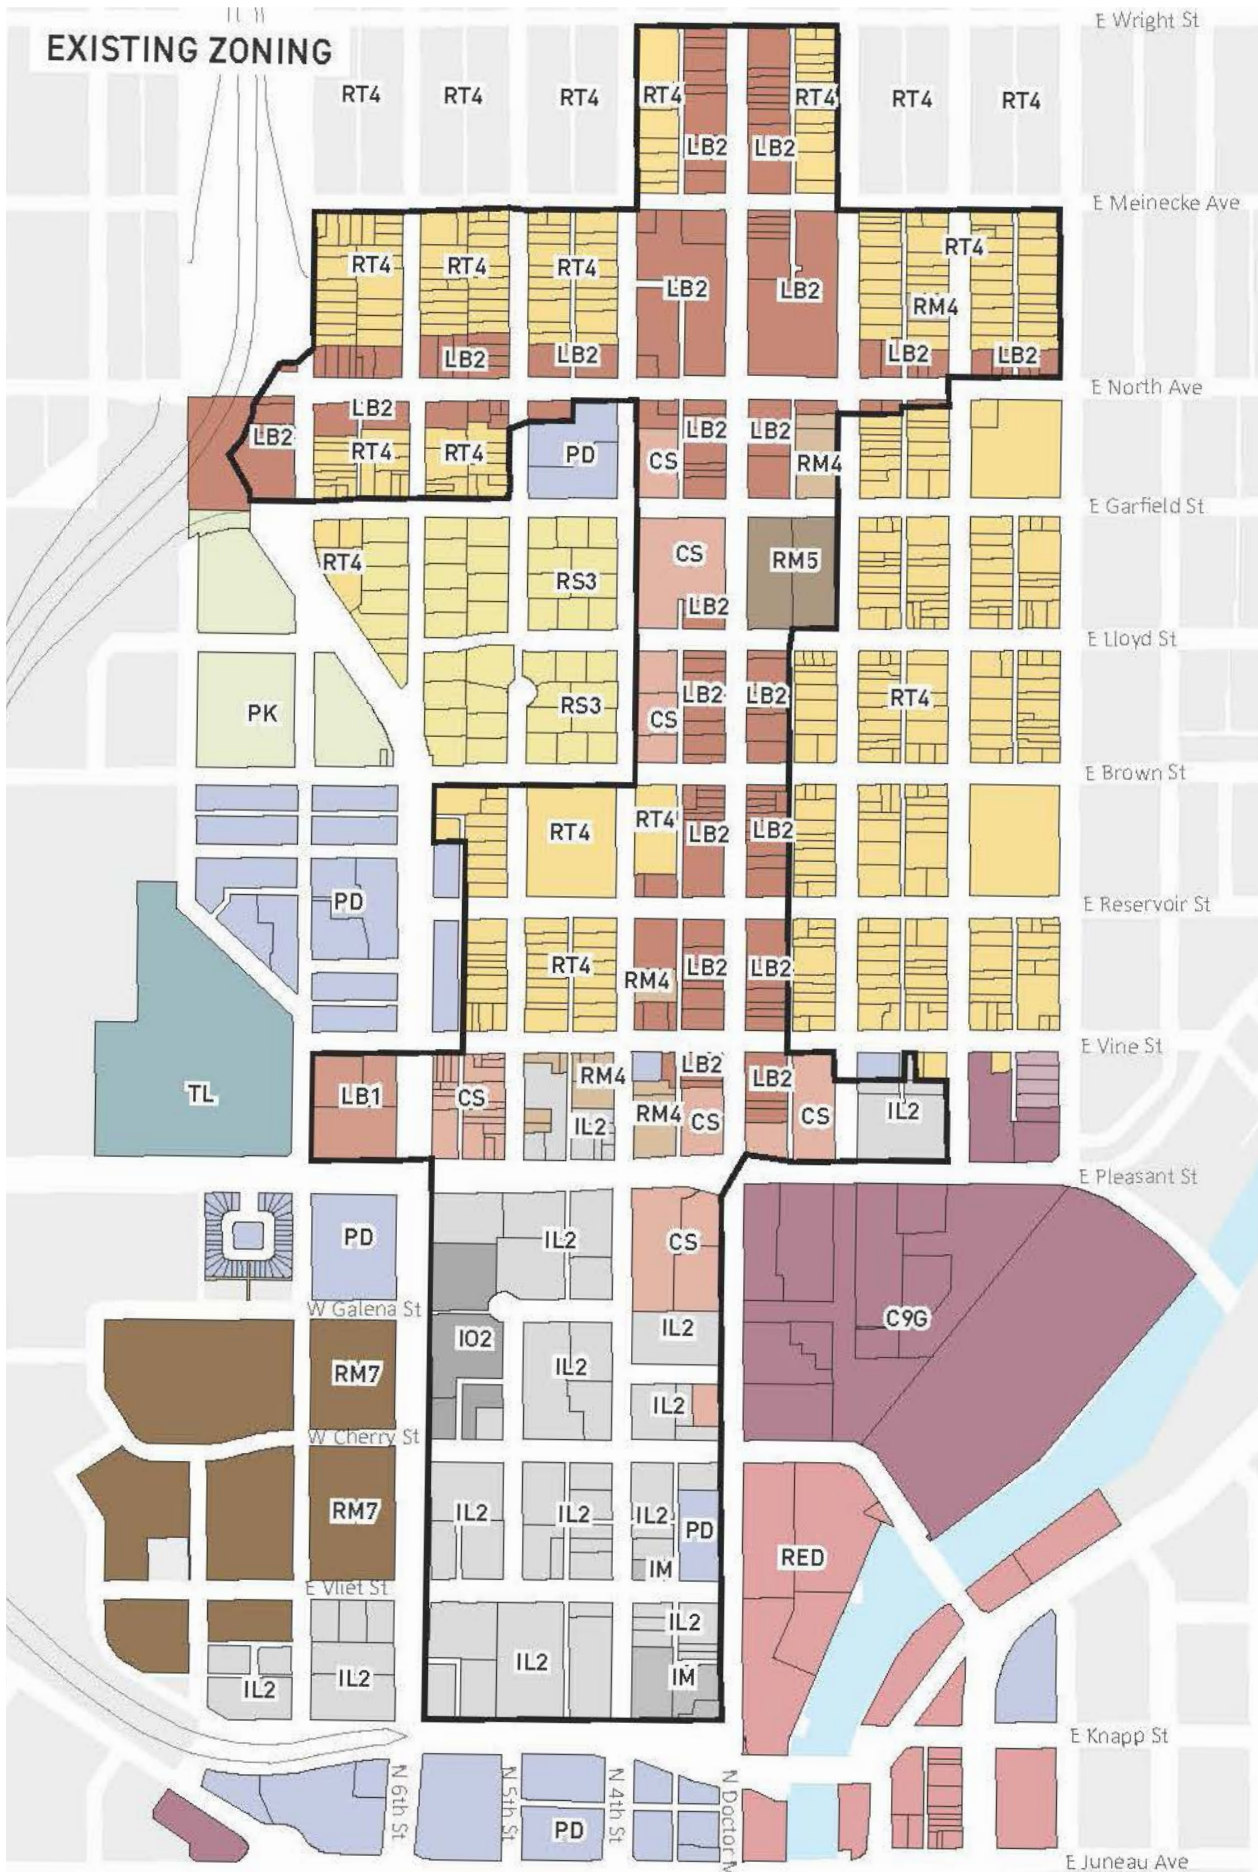 E Wright St
EXISTING ZONING
RT4
RT4
RT4
RT4
RT4
RT4
RT4
LB2
LB2
E Meinecke Ave
RT4
RT4
RT4
RT4
LB2
LB2
RM4
LB2
LB2
LB2
LB2
E North Ave
LB2
LB2
LB2
LB2
RT4
RT4
PD
CS
RM4
E Garfield St
RT4
RS3
CS
RM5
LB2
E Lloyd St
PK
RS3
CS
LB2
LB2
RT4
E Brown St
RT4
RT4
LB2
LB2
PD
E Reservoir St
RT4
RM4
LB2
LB2
E Vine St
TL
LB1
CS
RM4
LB2
LB2
IL2
RM4
CS
CS
IL2
E Pleasant St
PD
IL2
CS
W Galena St
C9G
IL2
RM7
IO2
IL2
IL2
W Cherry St
RM7
IL2
IL2
IL2
PD
RED
IM
E Vliet St
IL2
IL2
IL2
IL2
IM
E Knapp St
N 6th St
N 5th St
N 4th St
N Doctor M
PD
E Juneau Ave